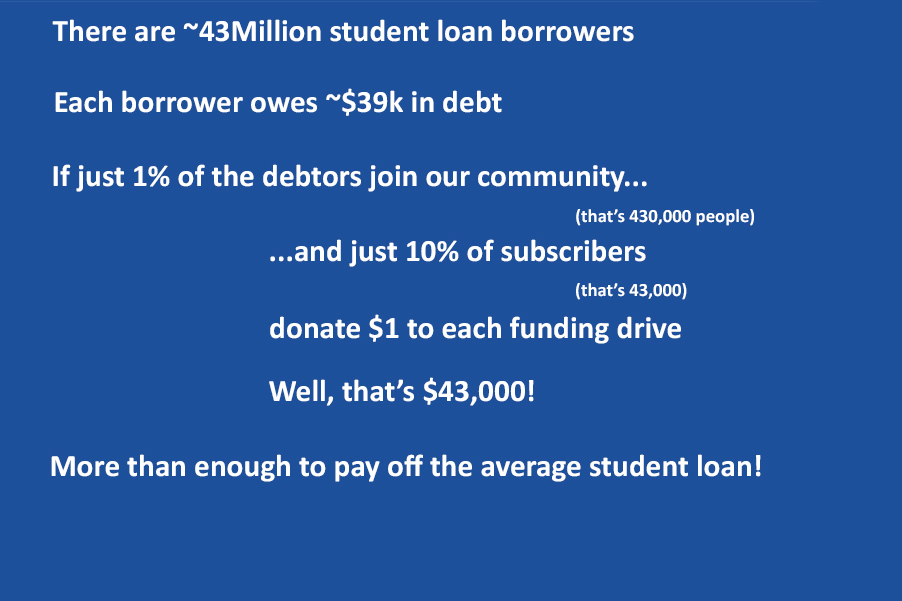 There are ~43Million student loan borrowers
Each borrower owes ~$39k in debt
If just 1% of the debtors join our community...
(that’s 430,000 people)
...and just 10% of subscribers
(that’s 43,000)
donate $1 to each funding drive
Well, that’s $43,000!
More than enough to pay off the average student loan!